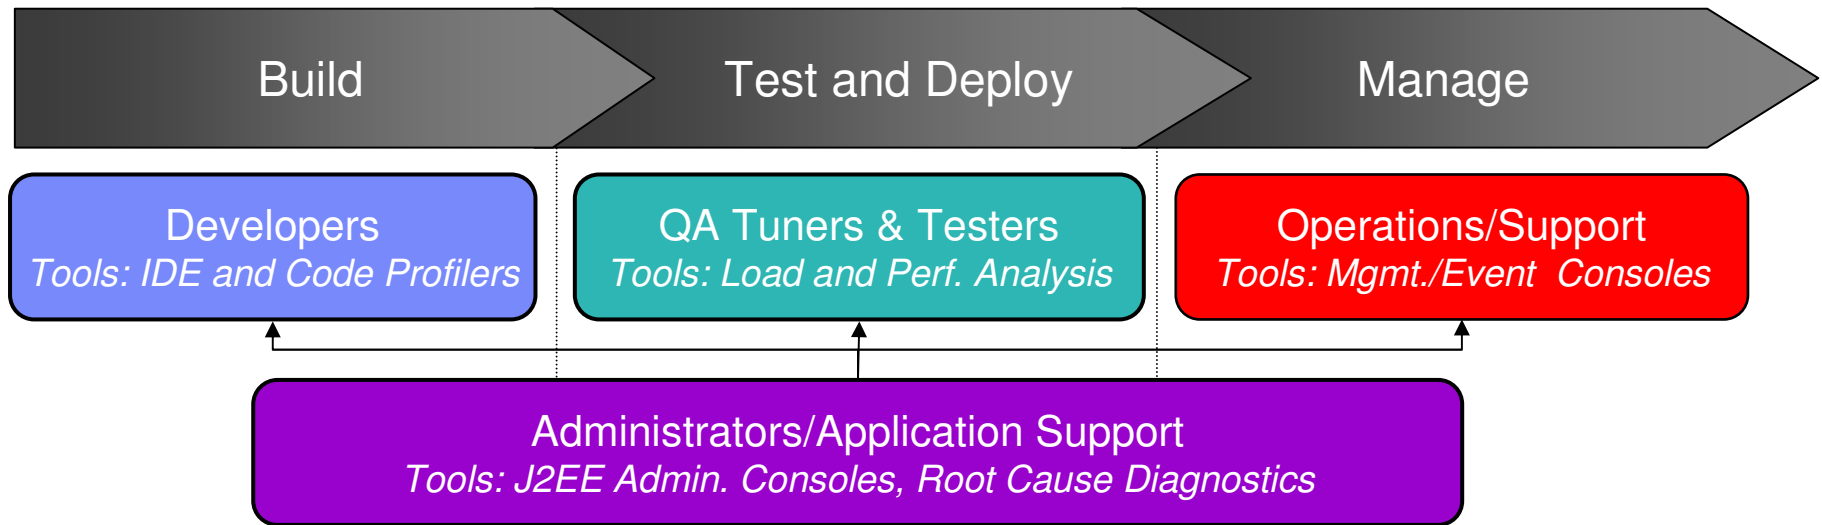 Build
Test and Deploy
Manage
Developers
Tools: IDE and Code Profilers
QA Tuners & Testers
Tools: Load and Perf. Analysis
Operations/Support
Tools: Mgmt./Event  Consoles
Administrators/Application Support
Tools: J2EE Admin. Consoles, Root Cause Diagnostics